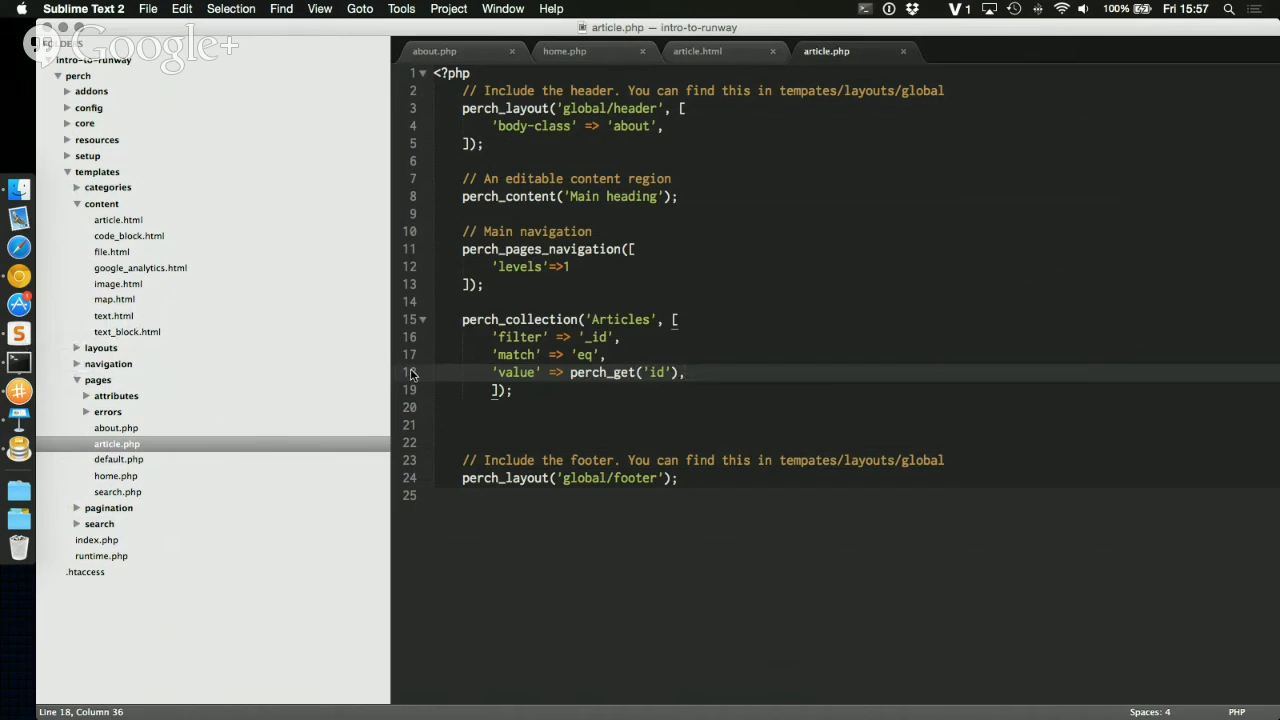 Sublime Text 2 File Edit Selection Find View Goto Tools Project Window Help
1 100% Fri 15:57
article.php — intro-to-runway
Google+
FOLDERS
intro-to-runway
perch
addons
config
core
resources
setup
templates
categories
content
article.html
code_block.html
file.html
google_analytics.html
image.html
map.html
text.html
text_block.html
layouts
navigation
pages
attributes
errors
about.php
article.php
default.php
home.php
search.php
pagination
search
index.php
runtime.php
.htaccess
about.php × home.php × article.html × article.php ×
1 <?php
2 // Include the header. You can find this in tempates/layouts/global
3 perch_layout('global/header', [
4 'body-class' => 'about',
5 ]);
6
7 // An editable content region
8 perch_content('Main heading');
9
10 // Main navigation
11 perch_pages_navigation([
12 'levels'=>1
13 ]);
14
15 perch_collection('Articles', [
16 'filter' => '_id',
17 'match' => 'eq',
18 'value' => perch_get('id'),
19 ]);
20
21
22
23 // Include the footer. You can find this in tempates/layouts/global
24 perch_layout('global/footer');
25
Line 18, Column 36 Spaces: 4 PHP